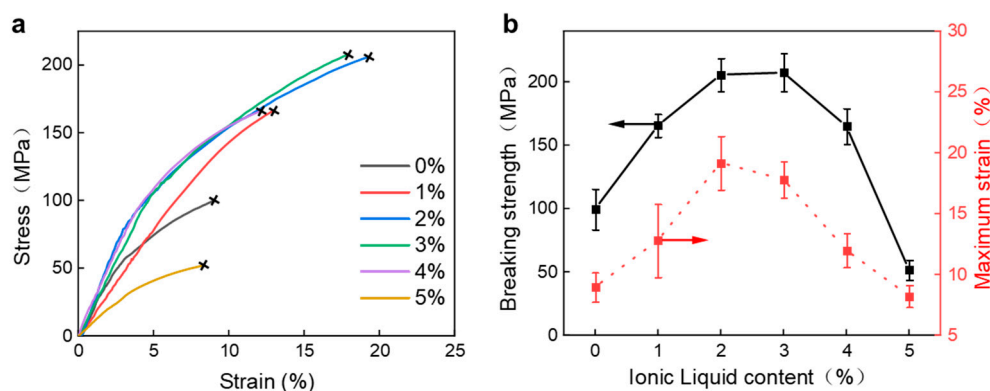 a
200
150
100
50
0
Stress（MPa）
0%
1%
2%
3%
4%
5%
0 5 10 15 20 25
Strain (%)
b
200
150
100
50
Breaking strength（MPa）
30
25
20
15
10
5
Maximum strain（%）
0 1 2 3 4 5
Ionic Liquid content（%）